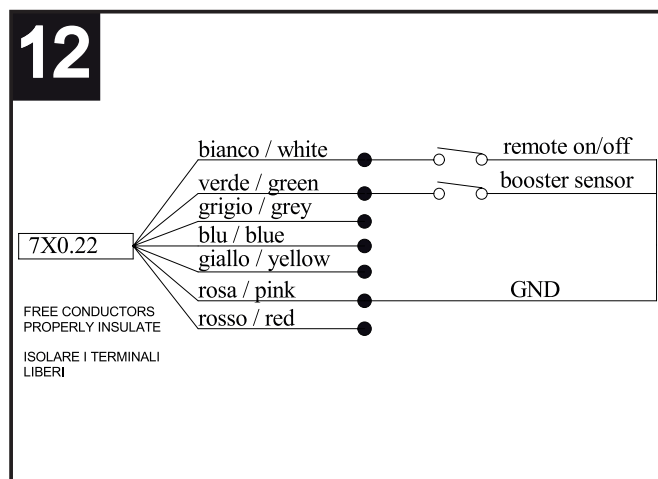 12
bianco / white
remote on/off
verde / green
booster sensor
grigio / grey
blu / blue
7X0.22
giallo / yellow
rosa / pink
GND
rosso / red
FREE CONDUCTORS
PROPERLY INSULATE
ISOLARE I TERMINALI
LIBERI